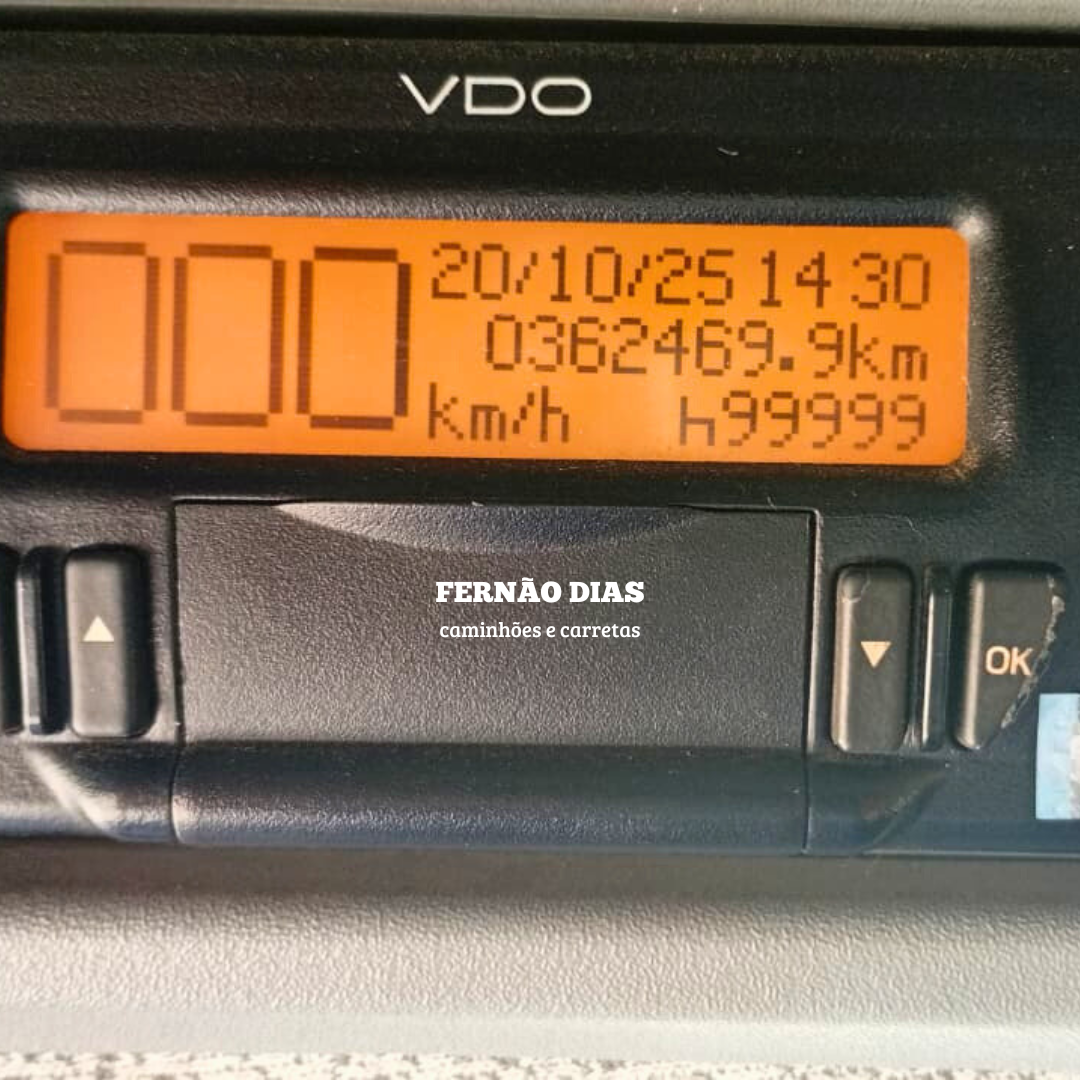 VDO
000
20/10/25 14 30
0362469.9km
km/h h99999
FERNÃO DIAS
caminhões e carretas
OK